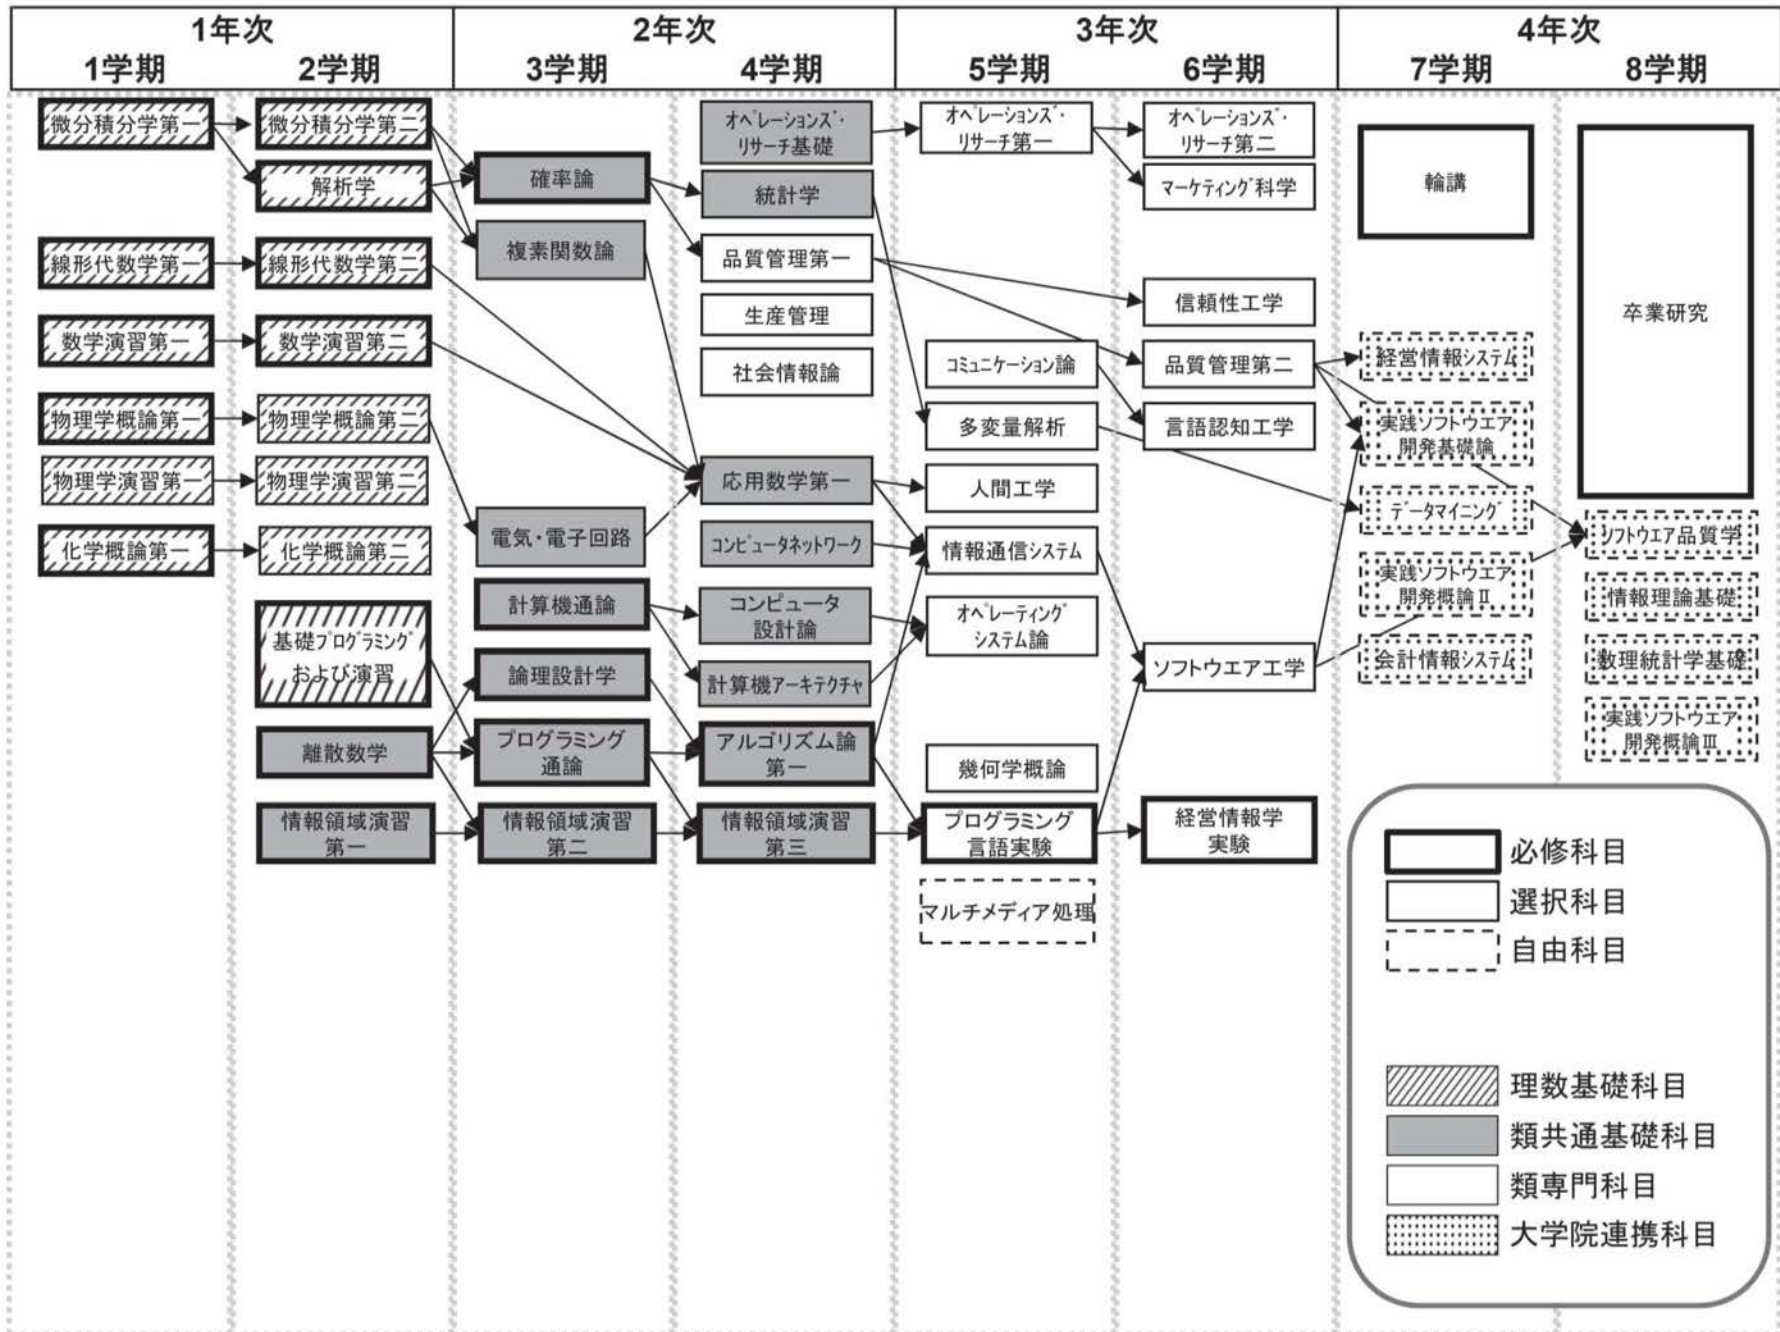 1年次
2年次
3年次
4年次
1学期
2学期
3学期
4学期
5学期
6学期
7学期
8学期
微分積分学第一
線形代数学第一
数学演習第一
物理学概論第一
物理学演習第一
化学概論第一
微分積分学第二
解析学
線形代数学第二
数学演習第二
物理学概論第二
物理学演習第二
化学概論第二
基礎プログラミング
および演習
離散数学
情報領域演習
第一
確率論
複素関数論
電気・電子回路
計算機通論
論理設計学
プログラミング
通論
情報領域演習
第二
オペレーションズ・
リサーチ基礎
統計学
品質管理第一
生産管理
社会情報論
応用数学第一
コンピュータネットワーク
コンピュータ
設計論
計算機アーキテクチャ
アルゴリズム論
第一
情報領域演習
第三
オペレーションズ・
リサーチ第一
コミュニケーション論
多変量解析
人間工学
情報通信システム
オペレーティング
システム論
幾何学概論
プログラミング
言語実験
マルチメディア処理
オペレーションズ・
リサーチ第二
マーケティング科学
信頼性工学
品質管理第二
言語認知工学
ソフトウエア工学
経営情報学
実験
輪講
経営情報システム
実践ソフトウエア
開発基礎論
データマイニング
実践ソフトウエア
開発概論Ⅱ
会計情報システム
卒業研究
ソフトウエア品質学
情報理論基礎
数理統計学基礎
実践ソフトウエア
開発概論Ⅲ
必修科目
選択科目
自由科目
理数基礎科目
類共通基礎科目
類専門科目
大学院連携科目